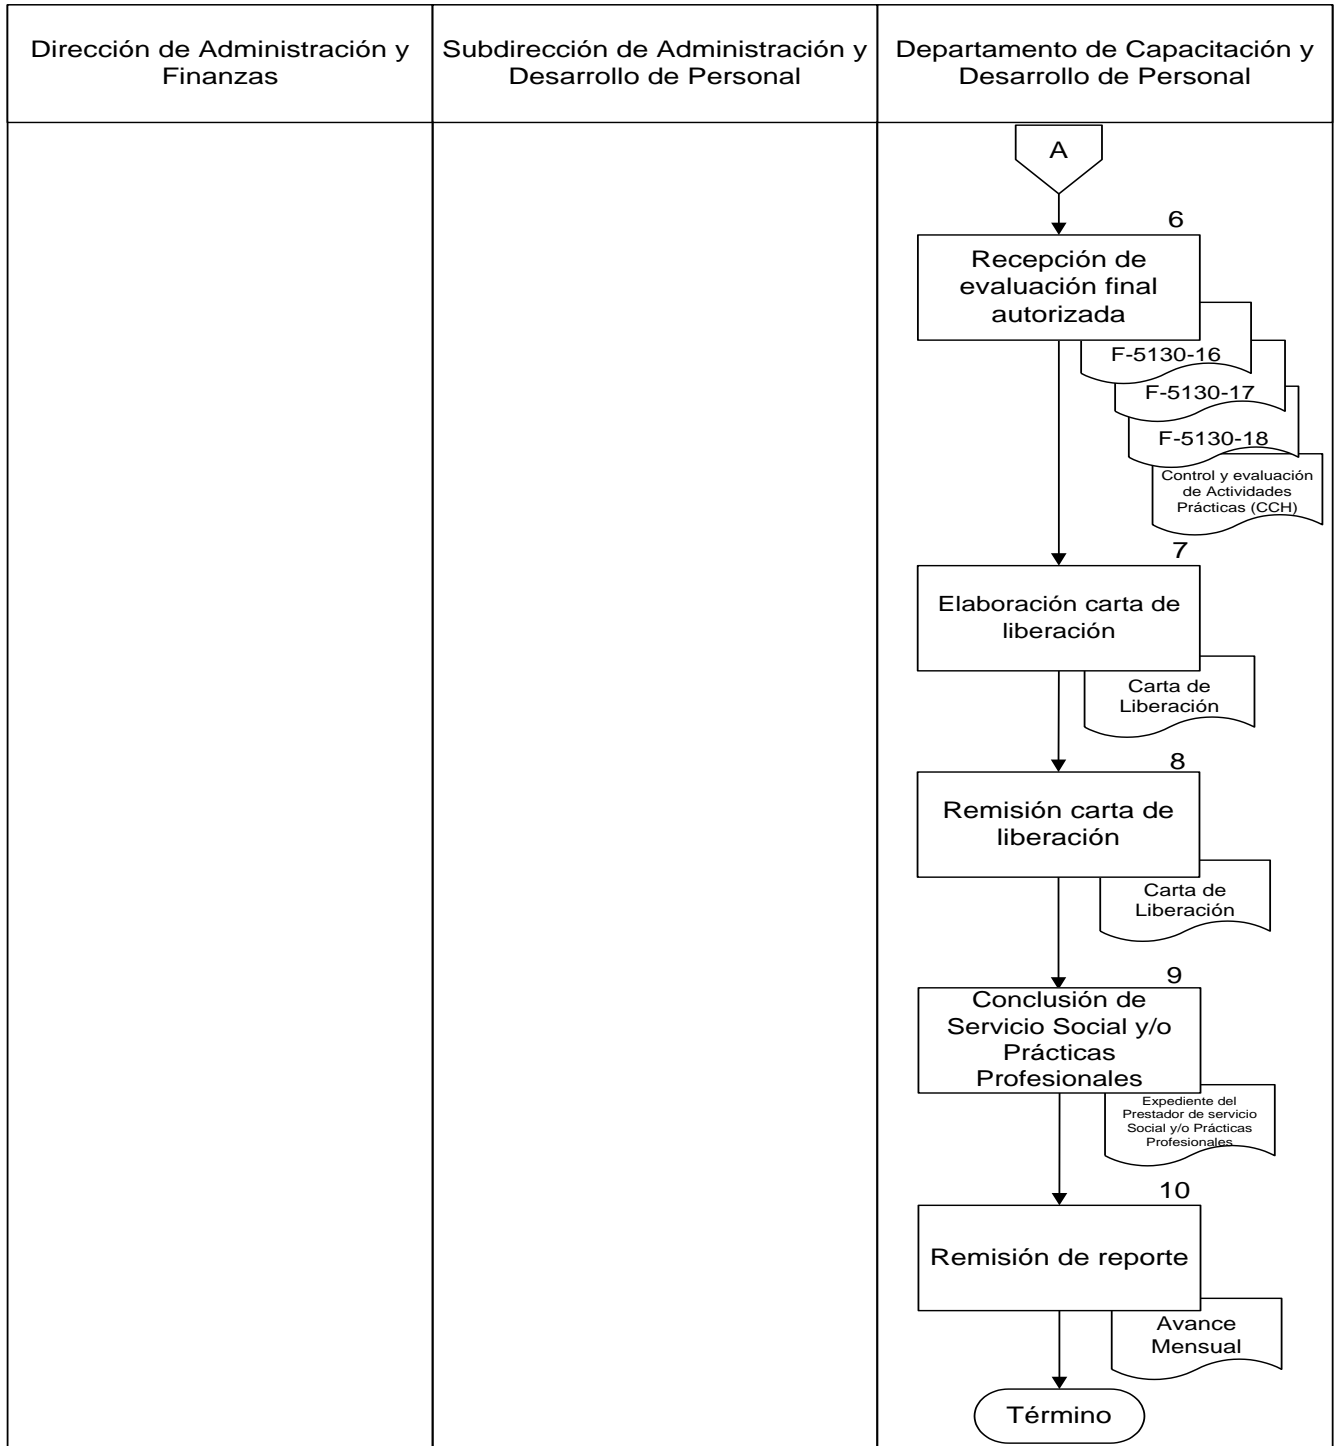 Dirección de Administración y
Finanzas
Subdirección de Administración y
Desarrollo de Personal
Departamento de Capacitación y
Desarrollo de Personal
A
6
Recepción de
evaluación final
autorizada
F-5130-16
F-5130-17
F-5130-18
Control y evaluación
de Actividades
Prácticas (CCH)
7
Elaboración carta de
liberación
Carta de
Liberación
8
Remisión carta de
liberación
Carta de
Liberación
9
Conclusión de
Servicio Social y/o
Prácticas
Profesionales
Expediente del
Prestador de servicio
Social y/o Prácticas
Profesionales
10
Remisión de reporte
Avance
Mensual
Término